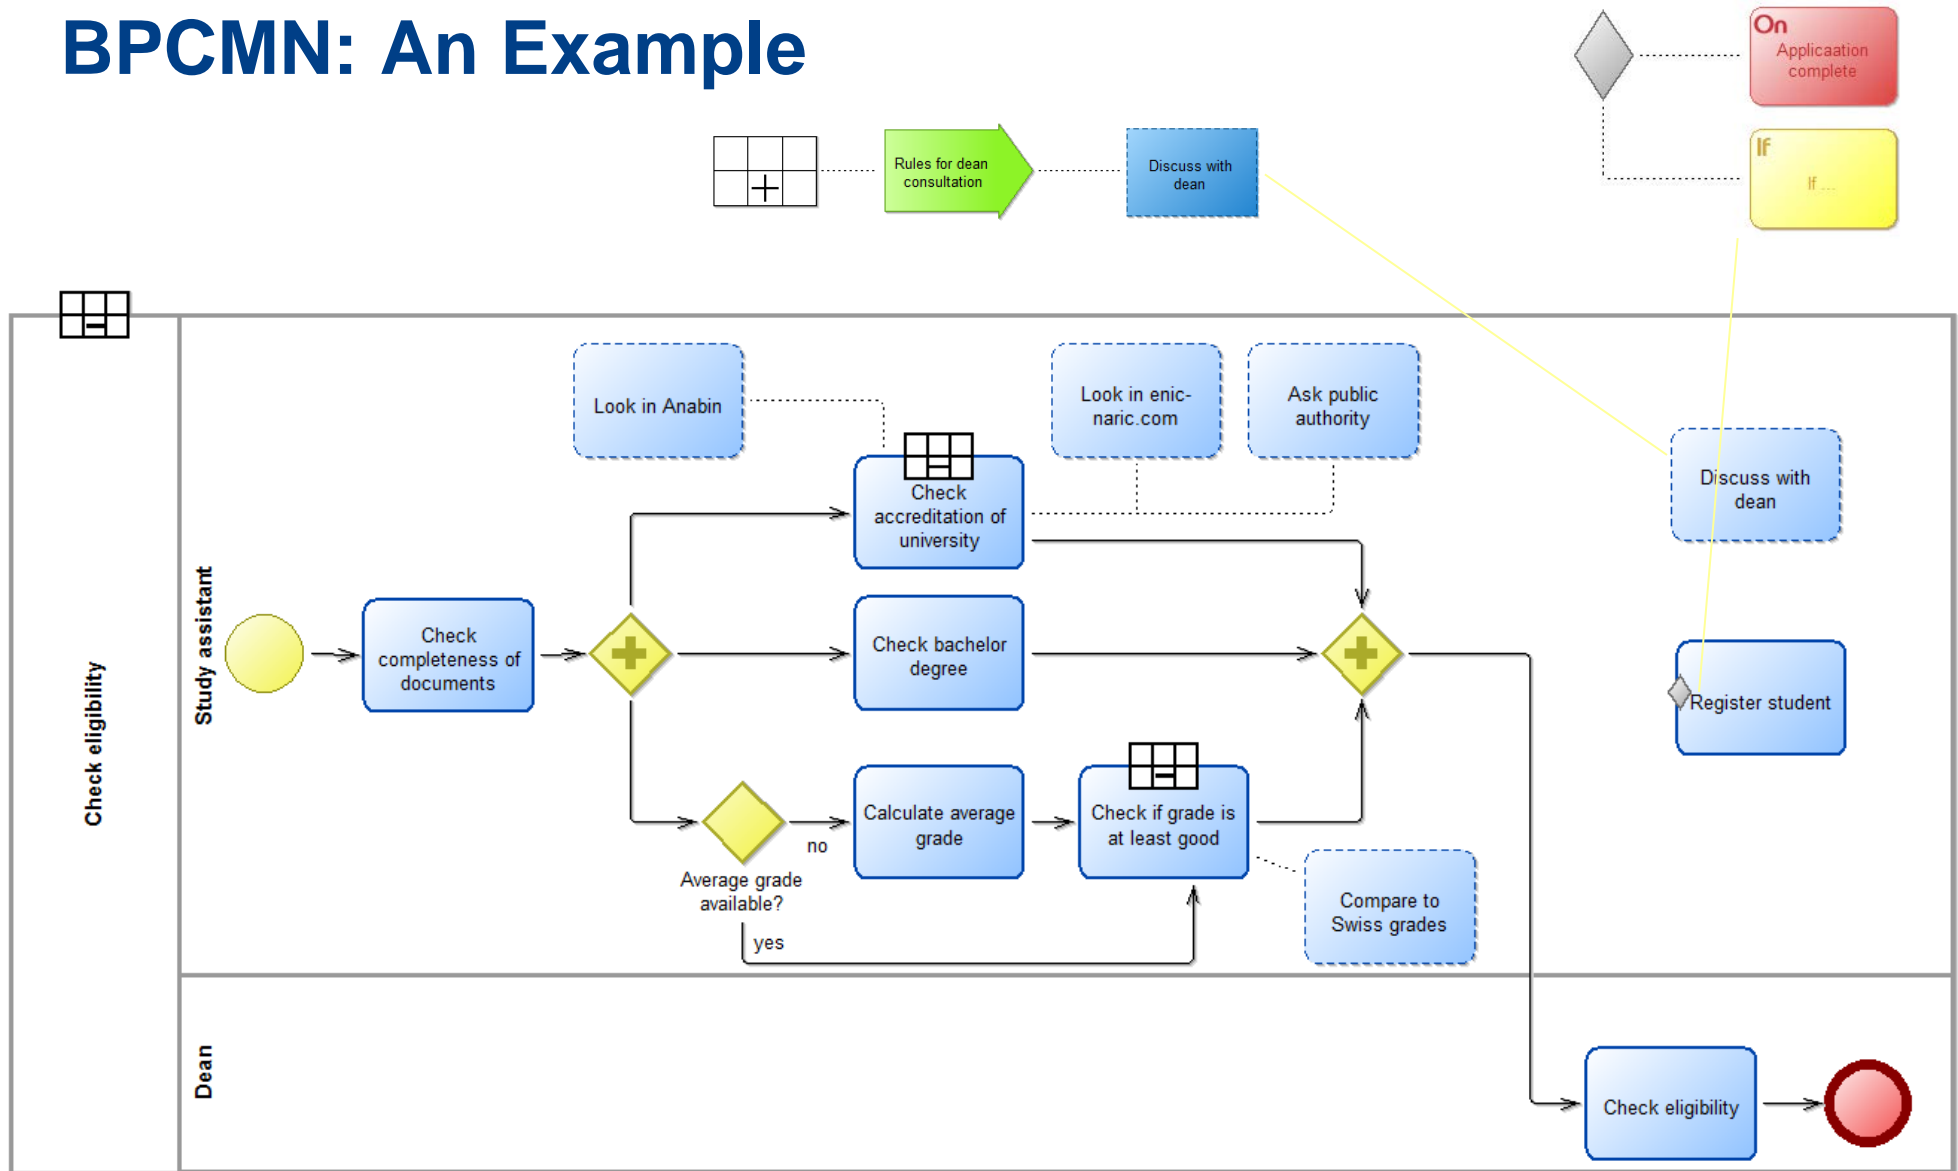 BPCMN: An Example
On
Applicaation
complete
If
If ...
Rules for dean
consultation
Discuss with
dean
Check eligibility
Study assistant
Look in Anabin
Look in enic-
naric.com
Ask public
authority
Check
accreditation of
university
Discuss with
dean
Check
completeness of
documents
Check bachelor
degree
Register student
Average grade
available?
no
yes
Calculate average
grade
Check if grade is
at least good
Compare to
Swiss grades
Dean
Check eligibility